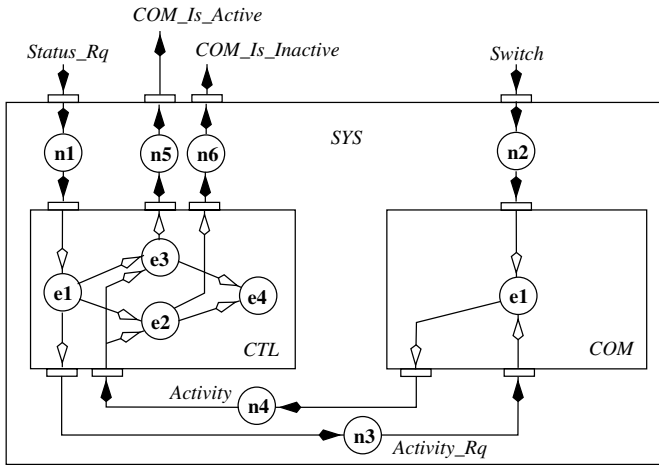 COM_Is_Active
Status_Rq
COM_Is_Inactive
Switch
SYS
n1
n5
n6
n2
e3
e1
e4
e2
e1
CTL
COM
Activity
n4
n3
Activity_Rq